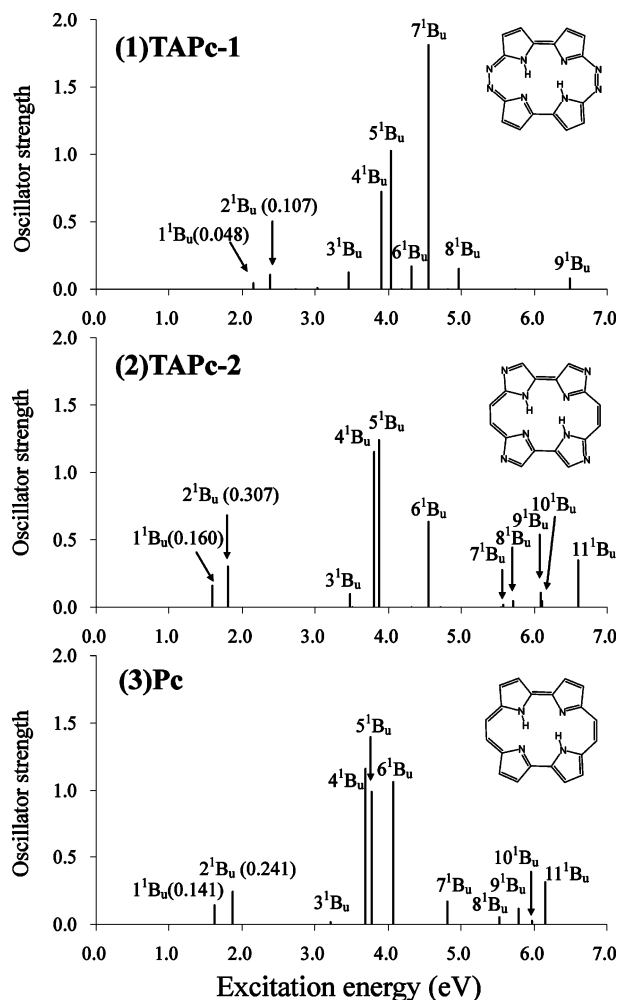 (1)TAPc-1
Oscillator strength
2.0
1.5
1.0
0.5
0.0
0.0 1.0 2.0 3.0 4.0 5.0 6.0 7.0
1¹Bᵤ(0.048)
2¹Bᵤ (0.107)
3¹Bᵤ
4¹Bᵤ
5¹Bᵤ
6¹Bᵤ
7¹Bᵤ
8¹Bᵤ
9¹Bᵤ
N N
H
H
N N
N N
N N
(2)TAPc-2
Oscillator strength
2.0
1.5
1.0
0.5
0.0
0.0 1.0 2.0 3.0 4.0 5.0 6.0 7.0
1¹Bᵤ(0.160)
2¹Bᵤ (0.307)
3¹Bᵤ
4¹Bᵤ
5¹Bᵤ
6¹Bᵤ
7¹Bᵤ
8¹Bᵤ
9¹Bᵤ
10¹Bᵤ
11¹Bᵤ
N N
N N
H
H
N N
N N
(3)Pc
Oscillator strength
2.0
1.5
1.0
0.5
0.0
0.0 1.0 2.0 3.0 4.0 5.0 6.0 7.0
1¹Bᵤ(0.141)
2¹Bᵤ (0.241)
3¹Bᵤ
4¹Bᵤ
5¹Bᵤ
6¹Bᵤ
7¹Bᵤ
8¹Bᵤ
9¹Bᵤ
10¹Bᵤ
11¹Bᵤ
N N
H
H
N N
Excitation energy (eV)